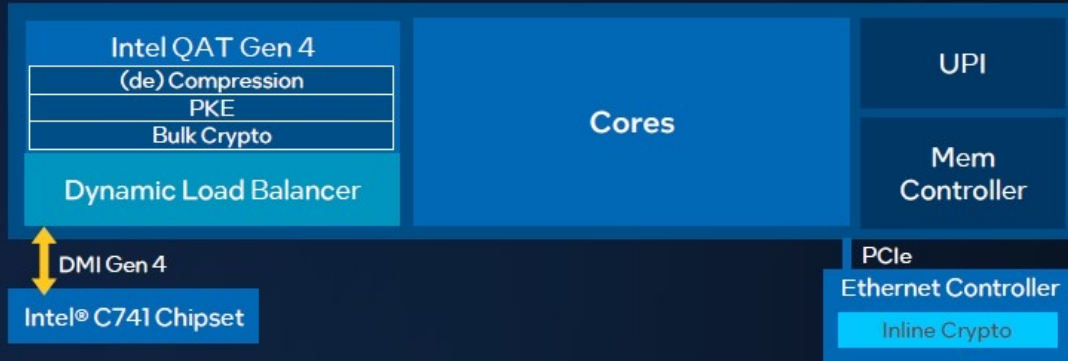 Intel QAT Gen 4
(de) Compression
PKE
Bulk Crypto
Dynamic Load Balancer
Cores
UPI
Mem
Controller
DMI Gen 4
Intel® C741 Chipset
PCIe
Ethernet Controller
Inline Crypto